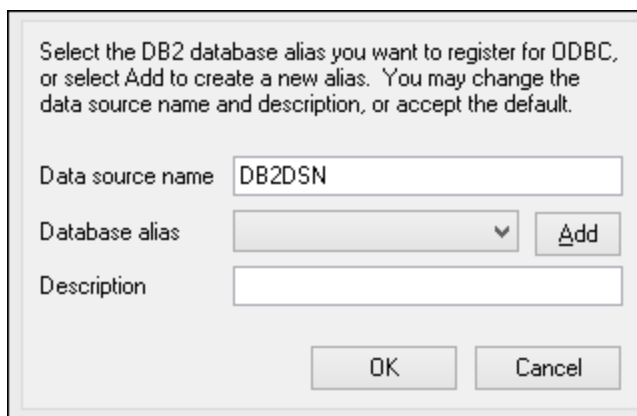 Select the DB2 database alias you want to register for ODBC,
or select Add to create a new alias.  You may change the
data source name and description, or accept the default.
Data source name DB2DSN
Database alias Add
Description
OK Cancel